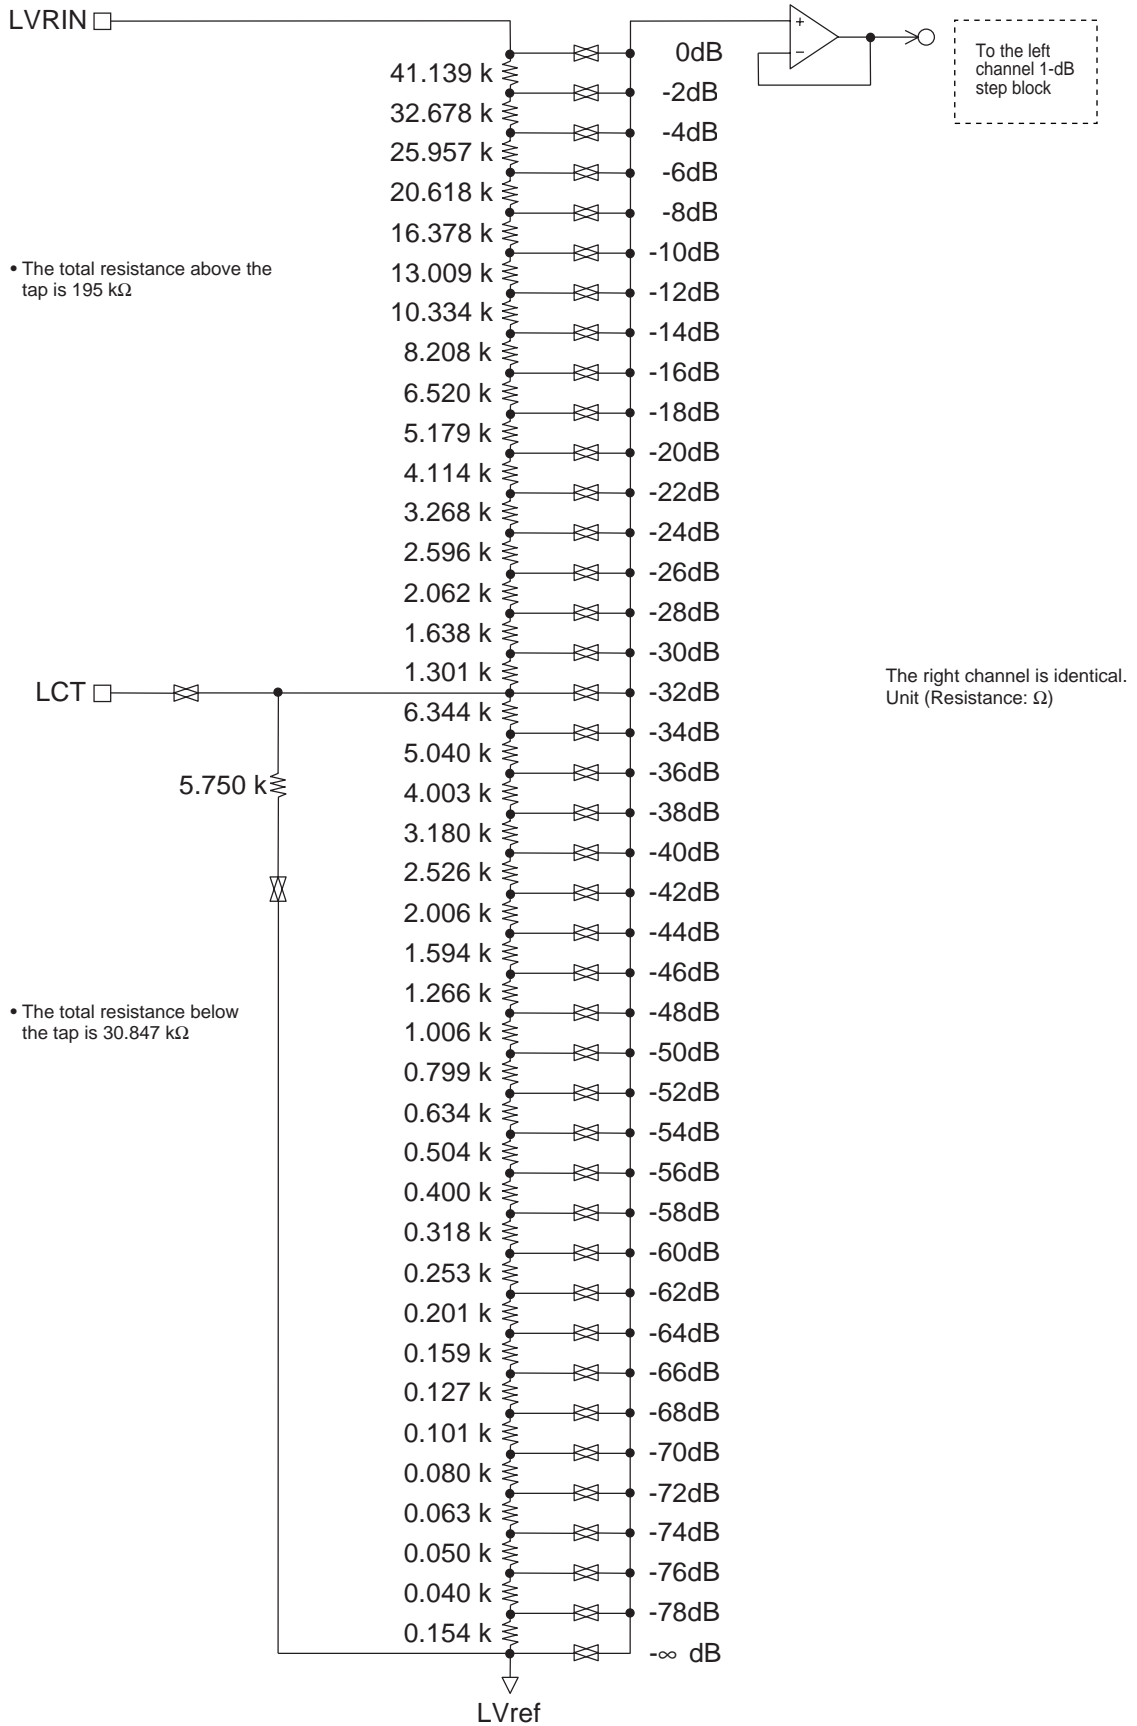 LVRIN
0dB
To the left
channel 1-dB
step block
41.139 k
-2dB
32.678 k
-4dB
25.957 k
-6dB
20.618 k
-8dB
16.378 k
-10dB
• The total resistance above the
tap is 195 kΩ
13.009 k
-12dB
10.334 k
-14dB
8.208 k
-16dB
6.520 k
-18dB
5.179 k
-20dB
4.114 k
-22dB
3.268 k
-24dB
2.596 k
-26dB
2.062 k
-28dB
1.638 k
-30dB
1.301 k
The right channel is identical.
Unit (Resistance: Ω)
LCT
-32dB
6.344 k
-34dB
5.040 k
-36dB
5.750 k
4.003 k
-38dB
3.180 k
-40dB
2.526 k
-42dB
2.006 k
-44dB
1.594 k
-46dB
1.266 k
-48dB
• The total resistance below
the tap is 30.847 kΩ
1.006 k
-50dB
0.799 k
-52dB
0.634 k
-54dB
0.504 k
-56dB
0.400 k
-58dB
0.318 k
-60dB
0.253 k
-62dB
0.201 k
-64dB
0.159 k
-66dB
0.127 k
-68dB
0.101 k
-70dB
0.080 k
-72dB
0.063 k
-74dB
0.050 k
-76dB
0.040 k
-78dB
0.154 k
-∞ dB
LVref